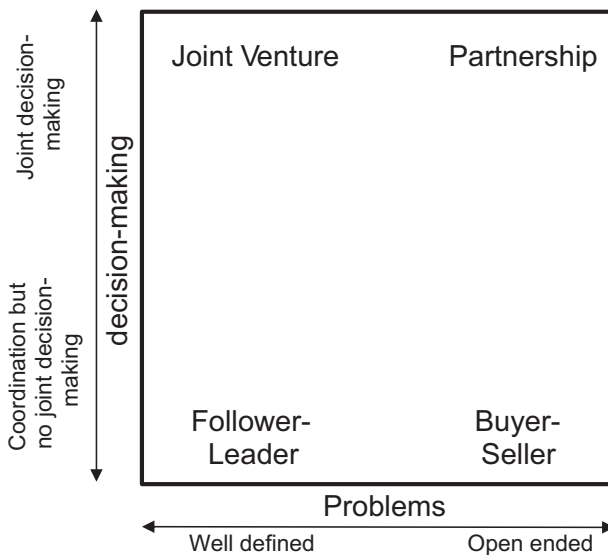 Joint Venture
Partnership
Joint decision-
making
decision-making
Coordination but
no joint decision-
making
Follower-
Leader
Buyer-
Seller
Problems
Well defined
Open ended